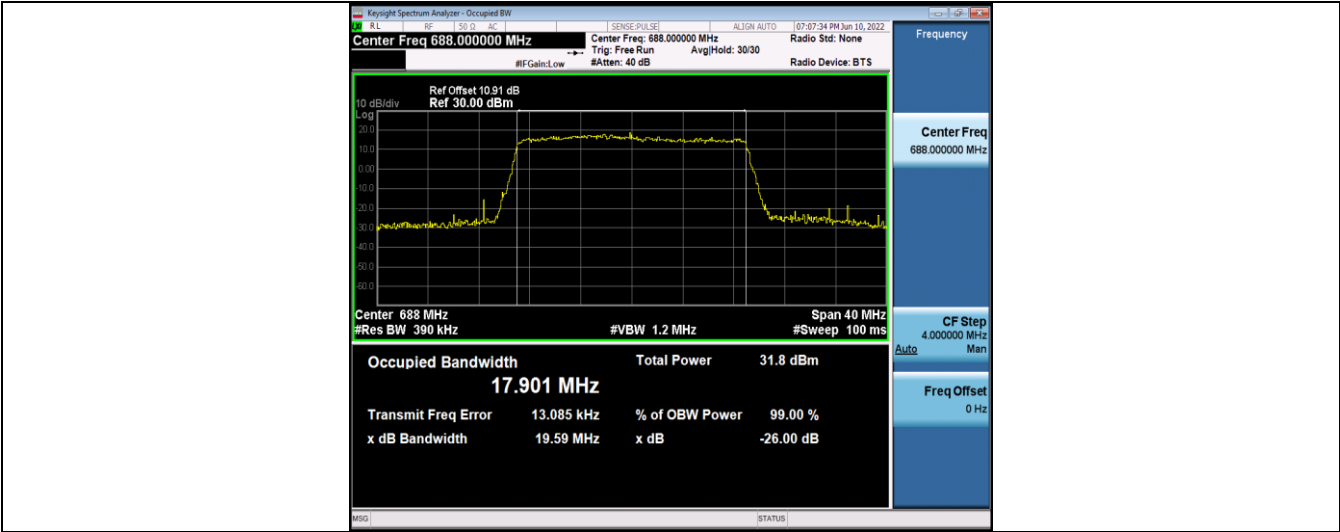 Keysight Spectrum Analyzer - Occupied BW
RL RF 50 Ω AC SENSE:PULSE ALIGN AUTO 07:07:34 PM Jun 10, 2022
Center Freq 688.000000 MHz
Center Freq: 688.000000 MHz Radio Std: None
Trig: Free Run Avg|Hold: 30/30
#IFGain:Low #Atten: 40 dB Radio Device: BTS
Frequency
Ref Offset 10.91 dB
10 dB/div Ref 30.00 dBm
Log
20.0
10.0
0.00
-10.0
-20.0
-30.0
-40.0
-50.0
-60.0
Center 688 MHz Span 40 MHz
#Res BW 390 kHz #VBW 1.2 MHz #Sweep 100 ms
Occupied Bandwidth Total Power 31.8 dBm
17.901 MHz
Transmit Freq Error 13.085 kHz % of OBW Power 99.00 %
x dB Bandwidth 19.59 MHz x dB -26.00 dB
Center Freq
688.000000 MHz
CF Step
4.000000 MHz
Auto Man
Freq Offset
0 Hz
MSG STATUS